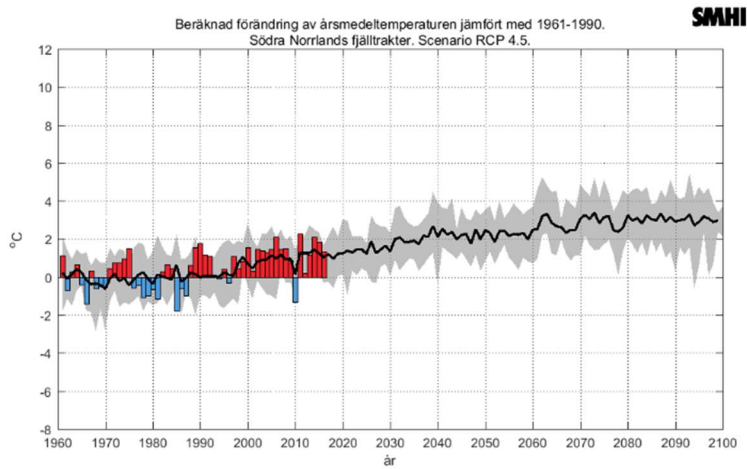 SMHI
Beräknad förändring av årsmedeltemperaturen jämfört med 1961-1990.
Södra Norrlands fjälltrakter. Scenario RCP 4.5.
12
10
8
6
4
2
0
-2
-4
-6
-8
°C
1960 1970 1980 1990 2000 2010 2020 2030 2040 2050 2060 2070 2080 2090 2100
år